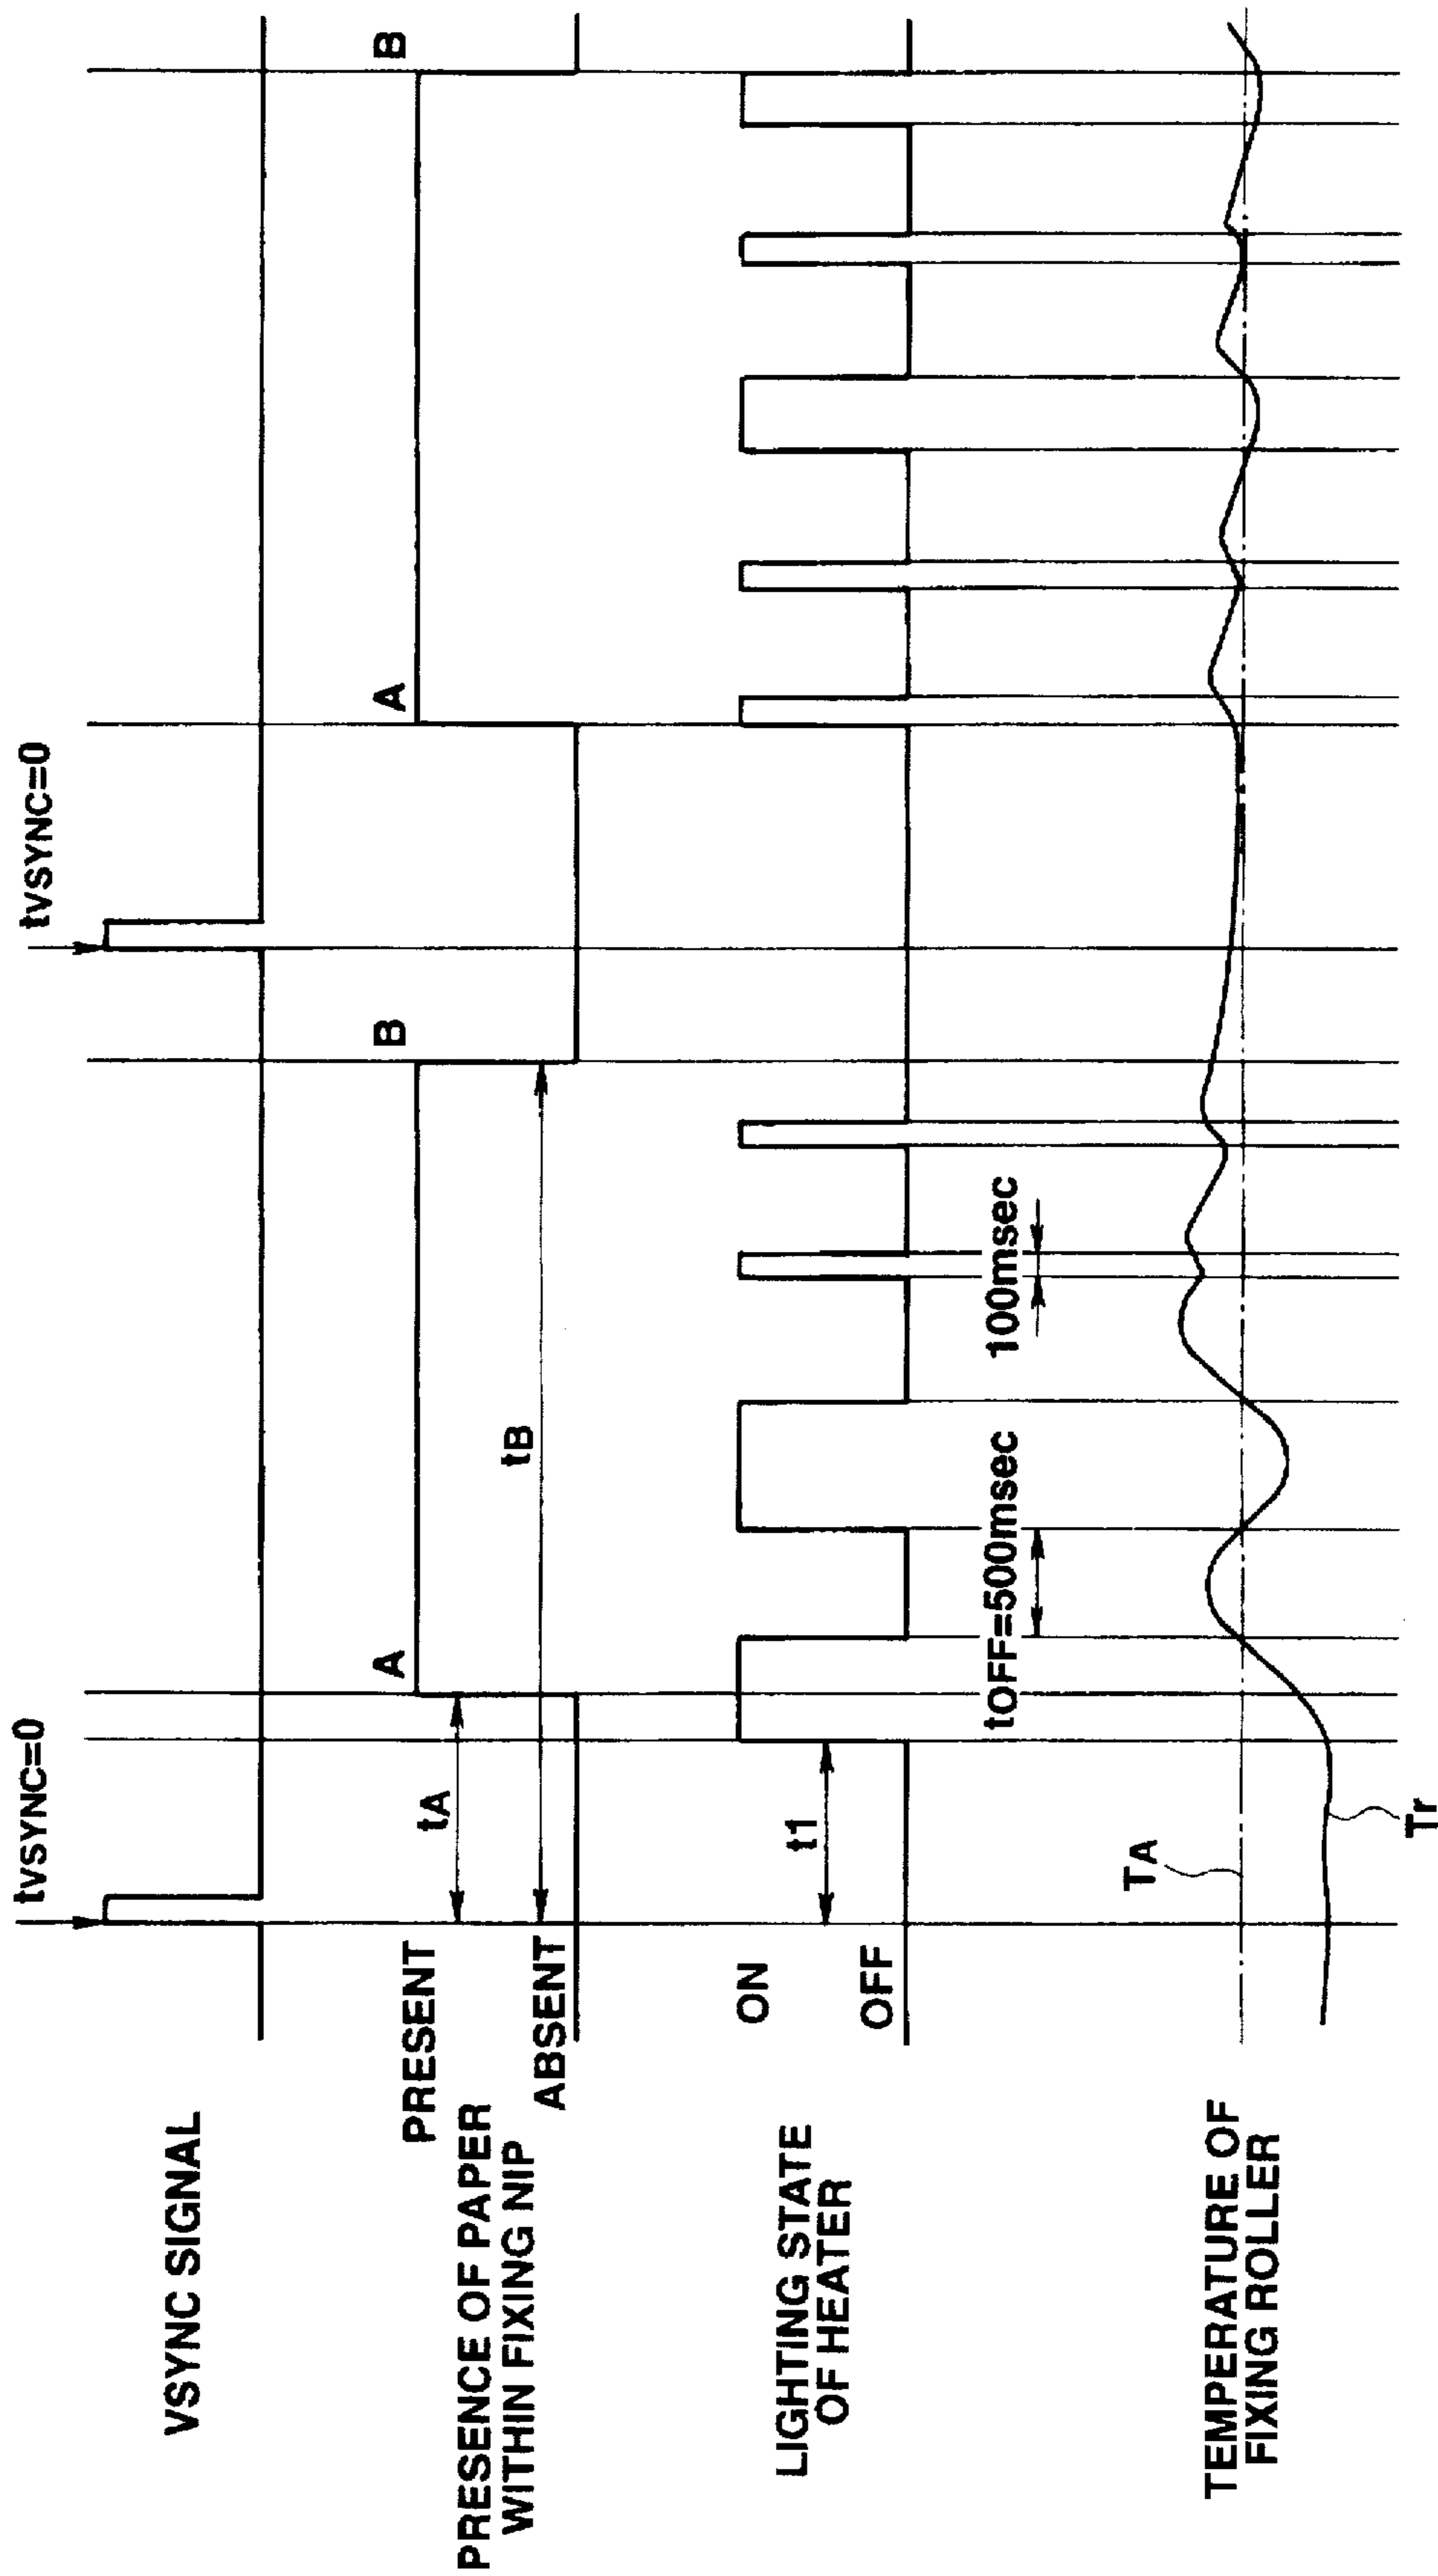 tVSYNC=0
tVSYNC=0
VSYNC SIGNAL
A
B
A
B
PRESENT
PRESENCE OF PAPER
WITHIN FIXING NIP
ABSENT
tA
tB
ON
LIGHTING STATE
OF HEATER
OFF
t1
tOFF=500msec
100msec
TA
TEMPERATURE OF
FIXING ROLLER
Tr